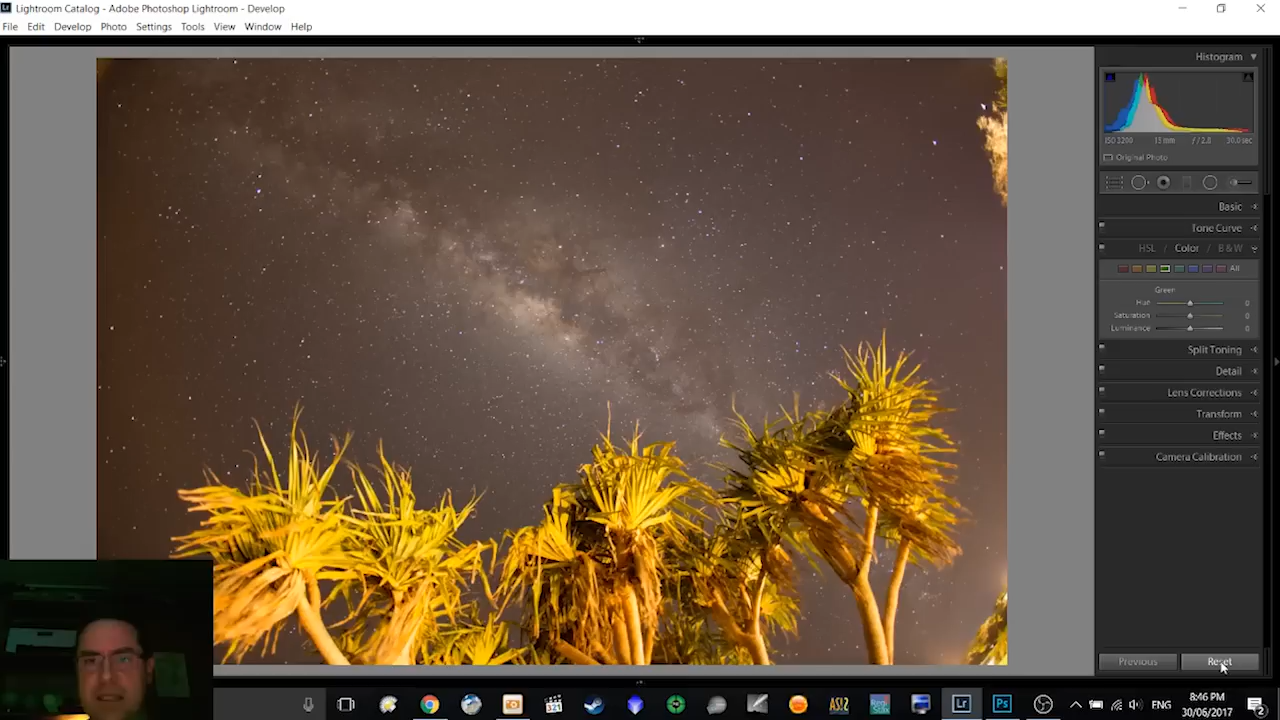 Lightroom Catalog - Adobe Photoshop Lightroom - Develop
File Edit Develop Photo Settings Tools View Window Help
Histogram
ISO 3200 13 mm f / 2.8 30.0 sec
Original Photo
Basic
Tone Curve
HSL / Color / B & W
All
Green
Hue 0
Saturation 0
Luminance 0
Split Toning
Detail
Lens Corrections
Transform
Effects
Camera Calibration
Previous Reset
Lr Ps
ENG
8:46 PM
30/06/2017
2